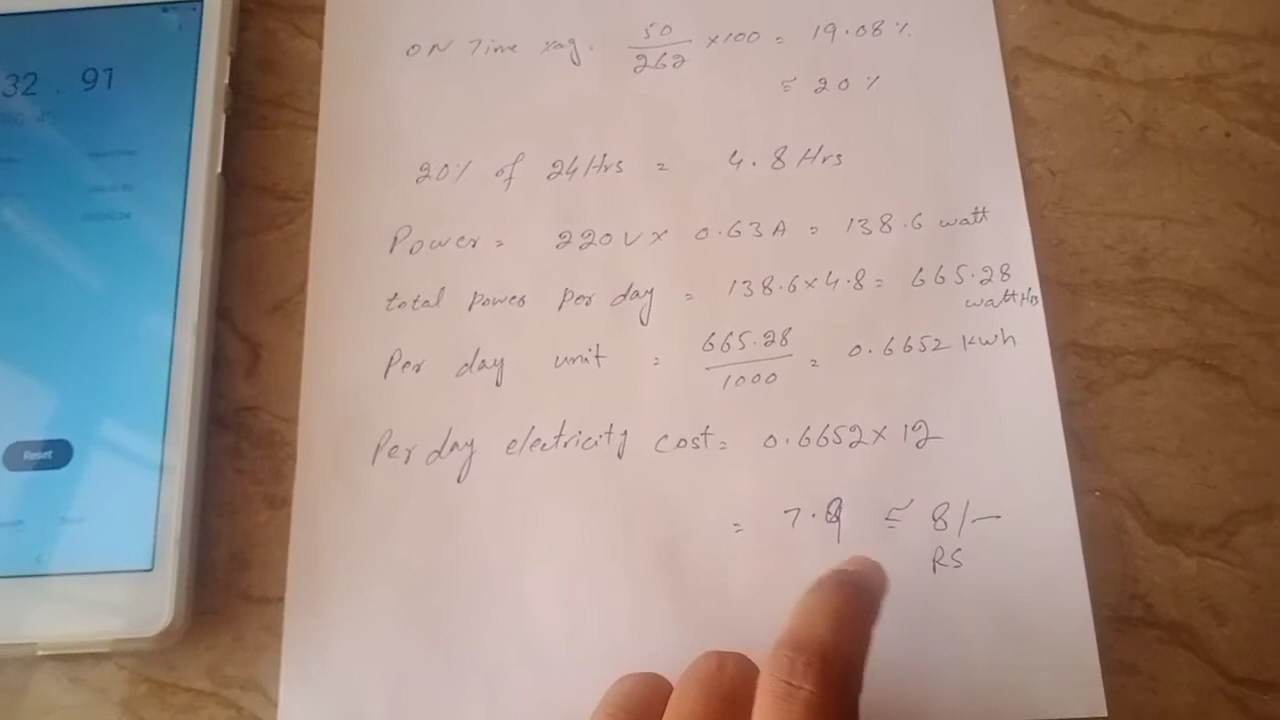 32.91
Reset
ON Time
50
262
×100 = 19.08%
≅ 20%
20% of 24Hrs = 4.8 Hrs
Power = 220V × 0.63A = 138.6 watt
total power per day = 138.6×4.8 = 665.28
watt Hrs
Per day unit = 665.28
1000
= 0.6652 kwh
Per day electricity cost = 0.6652×12
= 7.9 ≅ 8/-
RS